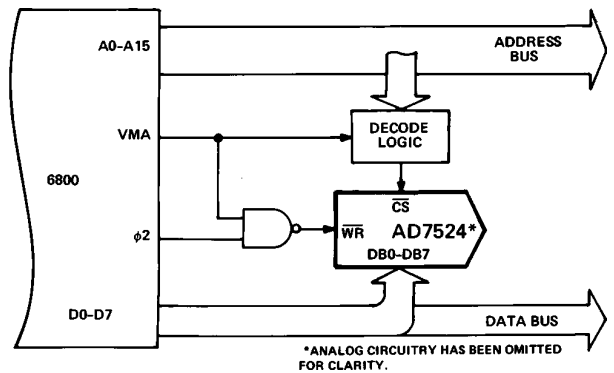 A0–A15
ADDRESS
BUS
VMA
DECODE
LOGIC
6800
CS
AD7524*
WR
φ2
DB0–DB7
D0–D7
DATA BUS
*ANALOG CIRCUITRY HAS BEEN OMITTED
FOR CLARITY.